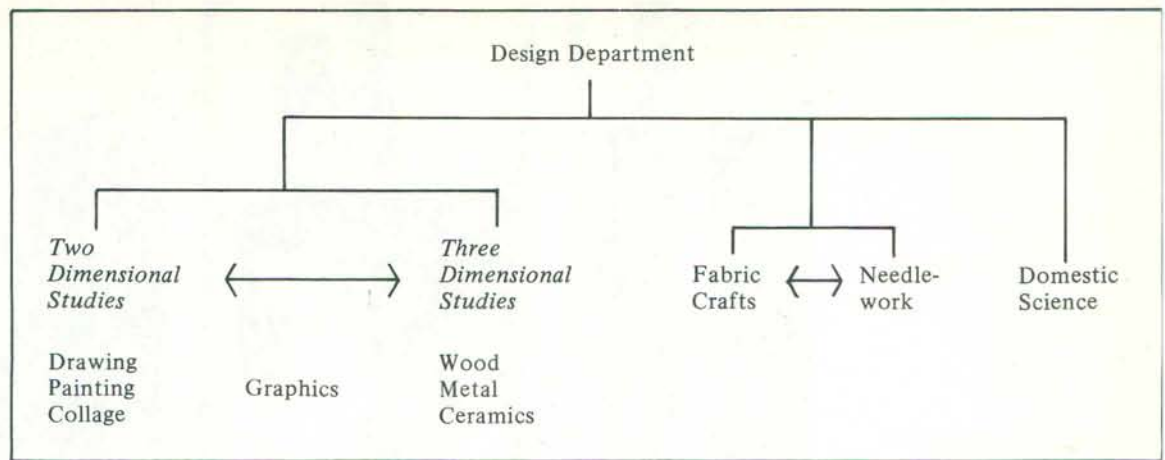 Design Department
Two
Dimensional
Studies
Three
Dimensional
Studies
Fabric
Crafts
Needle-
work
Domestic
Science
Drawing
Painting
Collage
Graphics
Wood
Metal
Ceramics